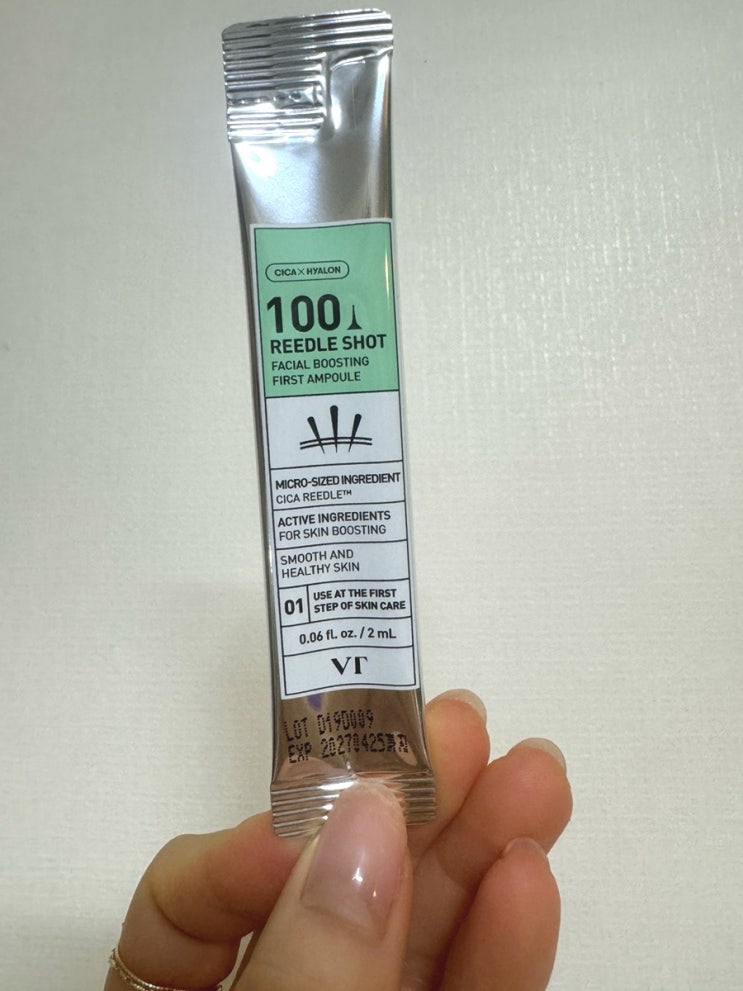 CICA×HYALON
100
REEDLE SHOT
FACIAL BOOSTING
FIRST AMPOULE
MICRO-SIZED INGREDIENT
CICA REEDLE™
ACTIVE INGREDIENTS
FOR SKIN BOOSTING
SMOOTH AND
HEALTHY SKIN
01
USE AT THE FIRST
STEP OF SKIN CARE
0.06 fl. oz. / 2 mL
VT
LOT D19D009
EXP 20270425